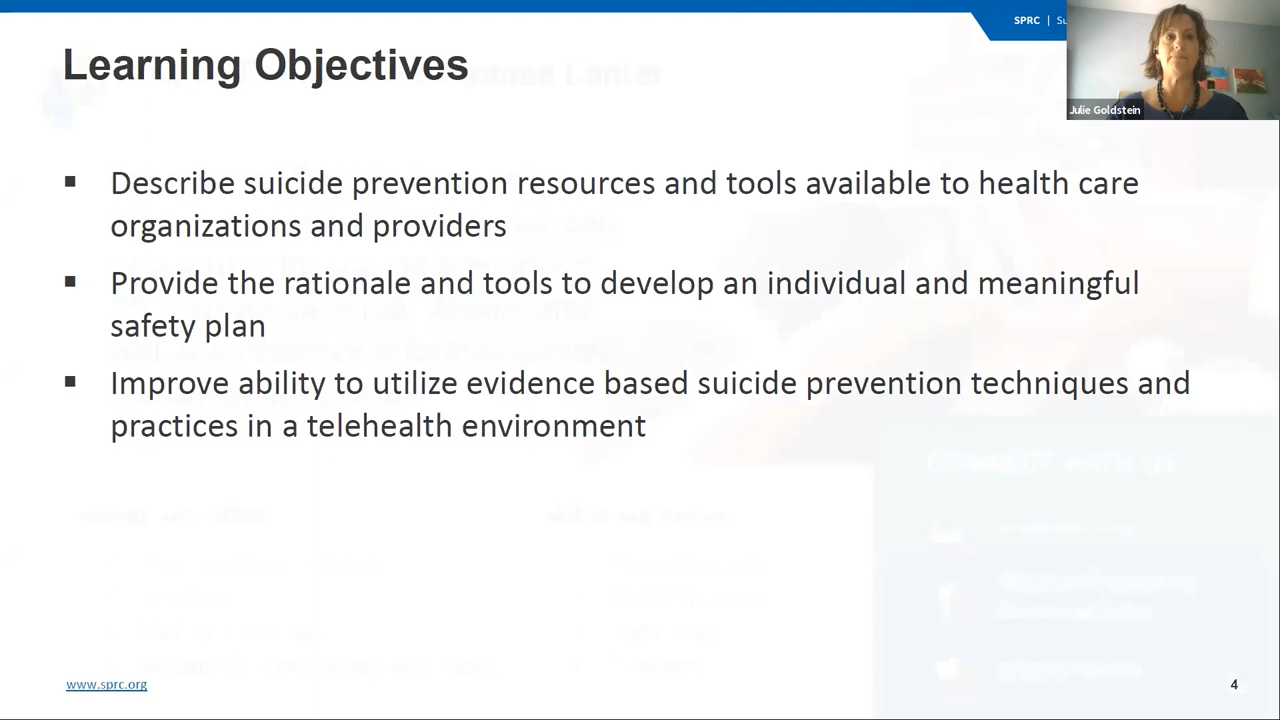 SPRC | Su
Learning Objectives
Julie Goldstein
▪ Describe suicide prevention resources and tools available to health care
organizations and providers
▪ Provide the rationale and tools to develop an individual and meaningful
safety plan
▪ Improve ability to utilize evidence based suicide prevention techniques and
practices in a telehealth environment
www.sprc.org
4